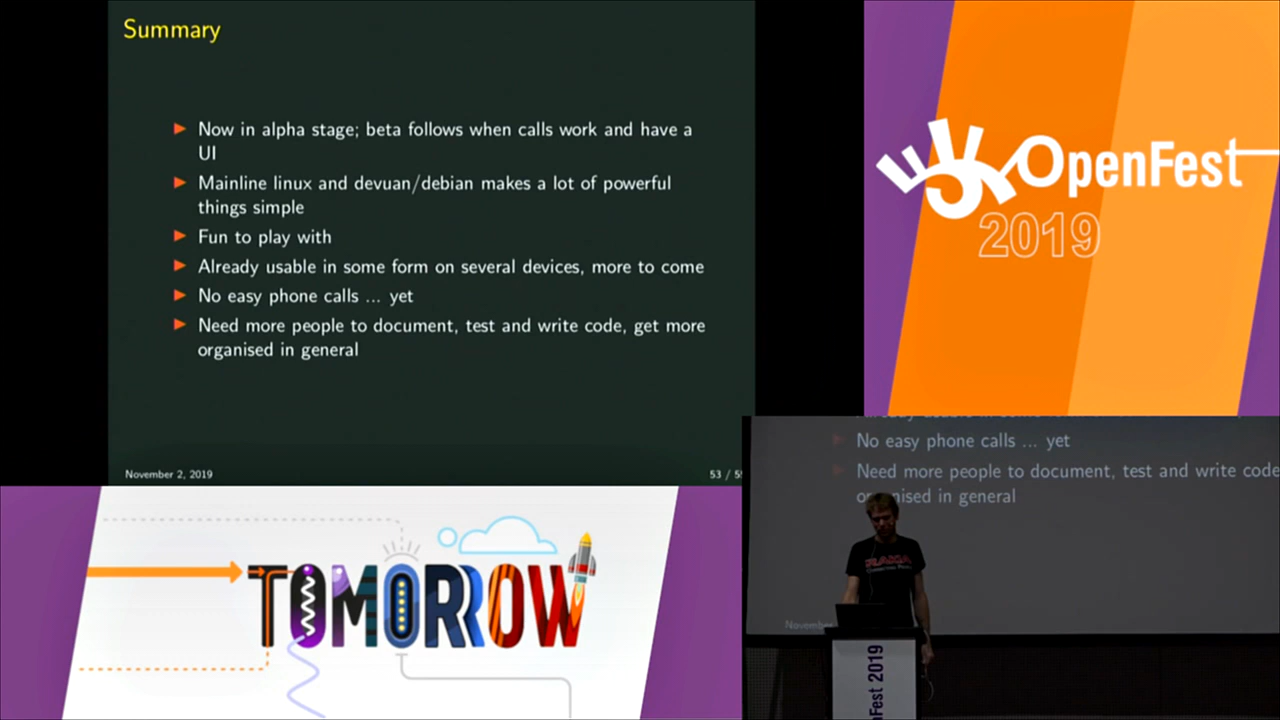 Summary
Now in alpha stage; beta follows when calls work and have a
UI
Mainline linux and devuan/debian makes a lot of powerful
things simple
Fun to play with
Already usable in some form on several devices, more to come
No easy phone calls ... yet
Need more people to document, test and write code, get more
organised in general
November 2, 2019
53 /
OpenFest
2019
TOMORROW
No easy phone calls ... yet
Need more people to document, test and write code
organised in general
November
nFest 2019